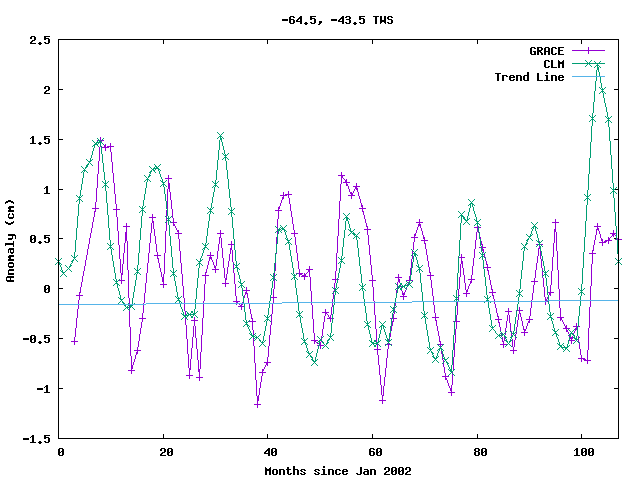 -64.5, -43.5 TWS
GRACE
CLM
Trend Line
2.5
2
1.5
1
0.5
0
-0.5
-1
-1.5
Anomaly (cm)
0 20 40 60 80 100
Months since Jan 2002